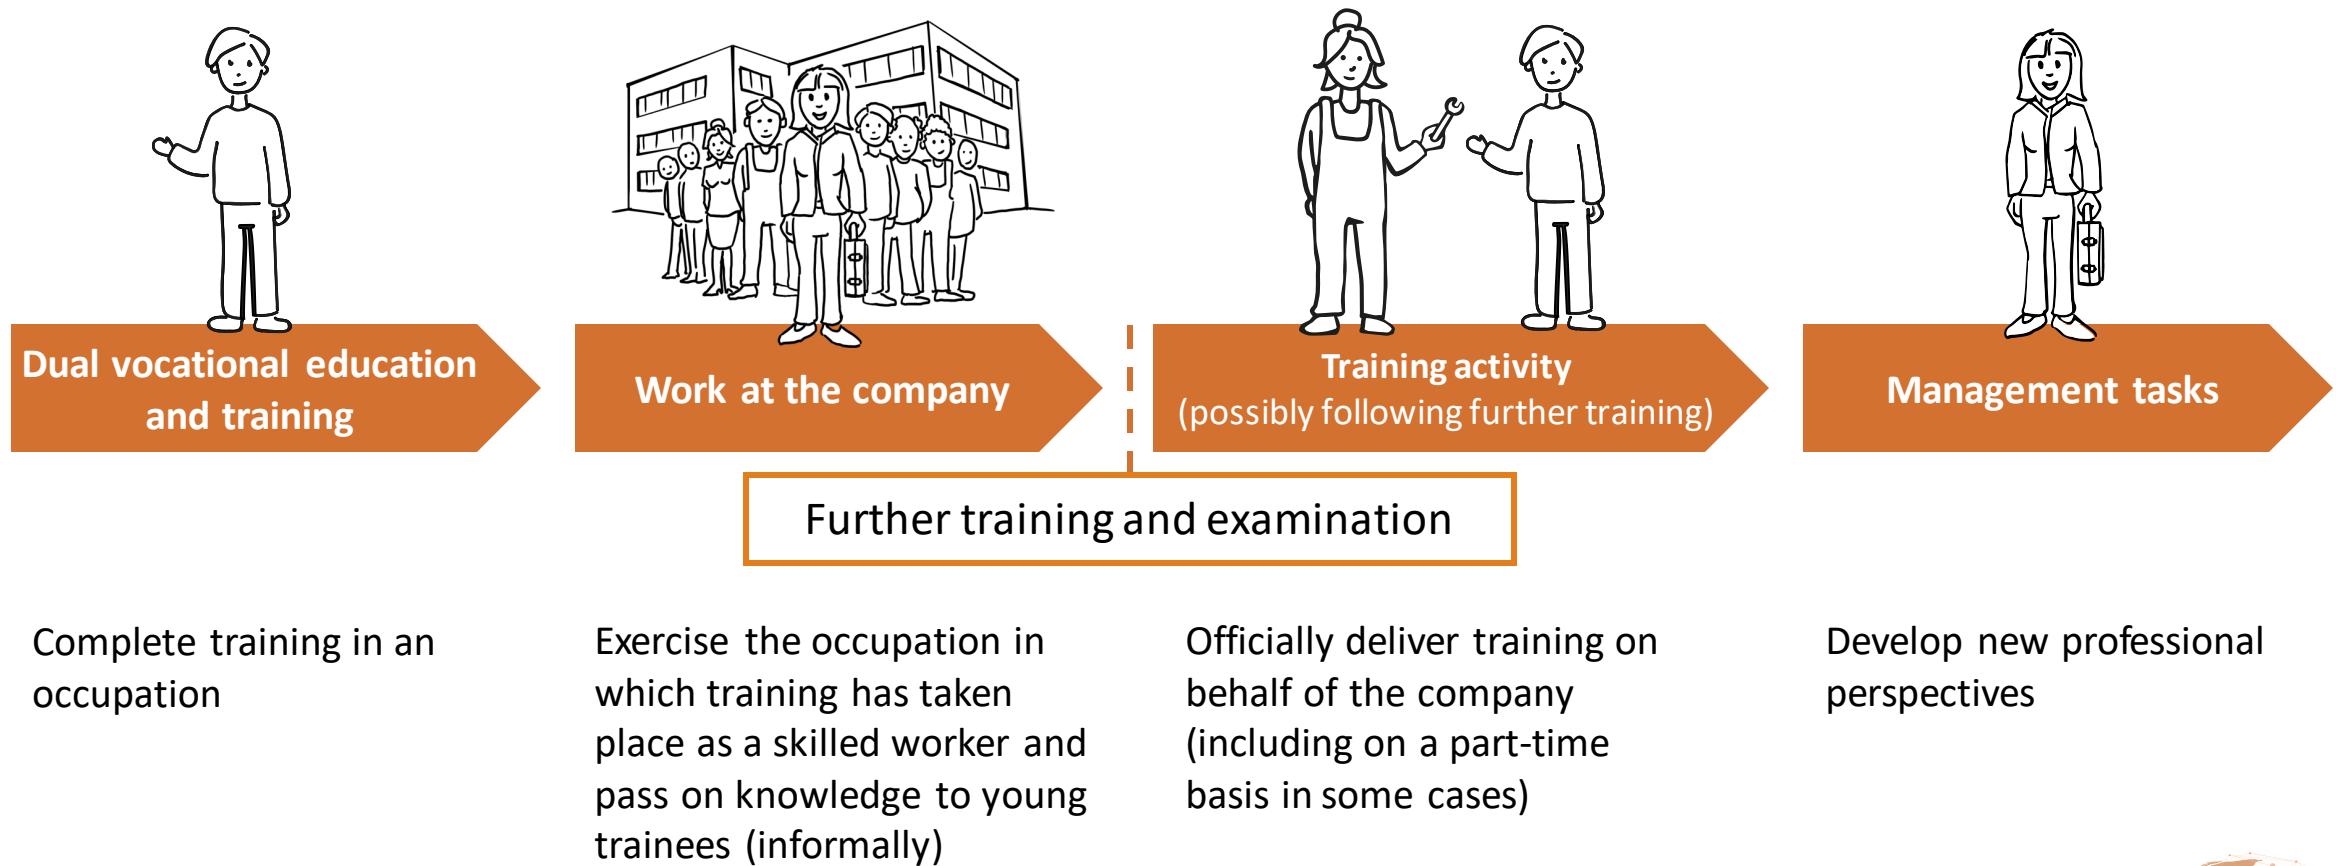 Dual vocational education
and training
Work at the company
Training activity
(possibly following further training)
Management tasks
Further training and examination
Complete training in an
occupation
Exercise the occupation in
which training has taken
place as a skilled worker and
pass on knowledge to young
trainees (informally)
Officially deliver training on
behalf of the company
(including on a part-time
basis in some cases)
Develop new professional
perspectives